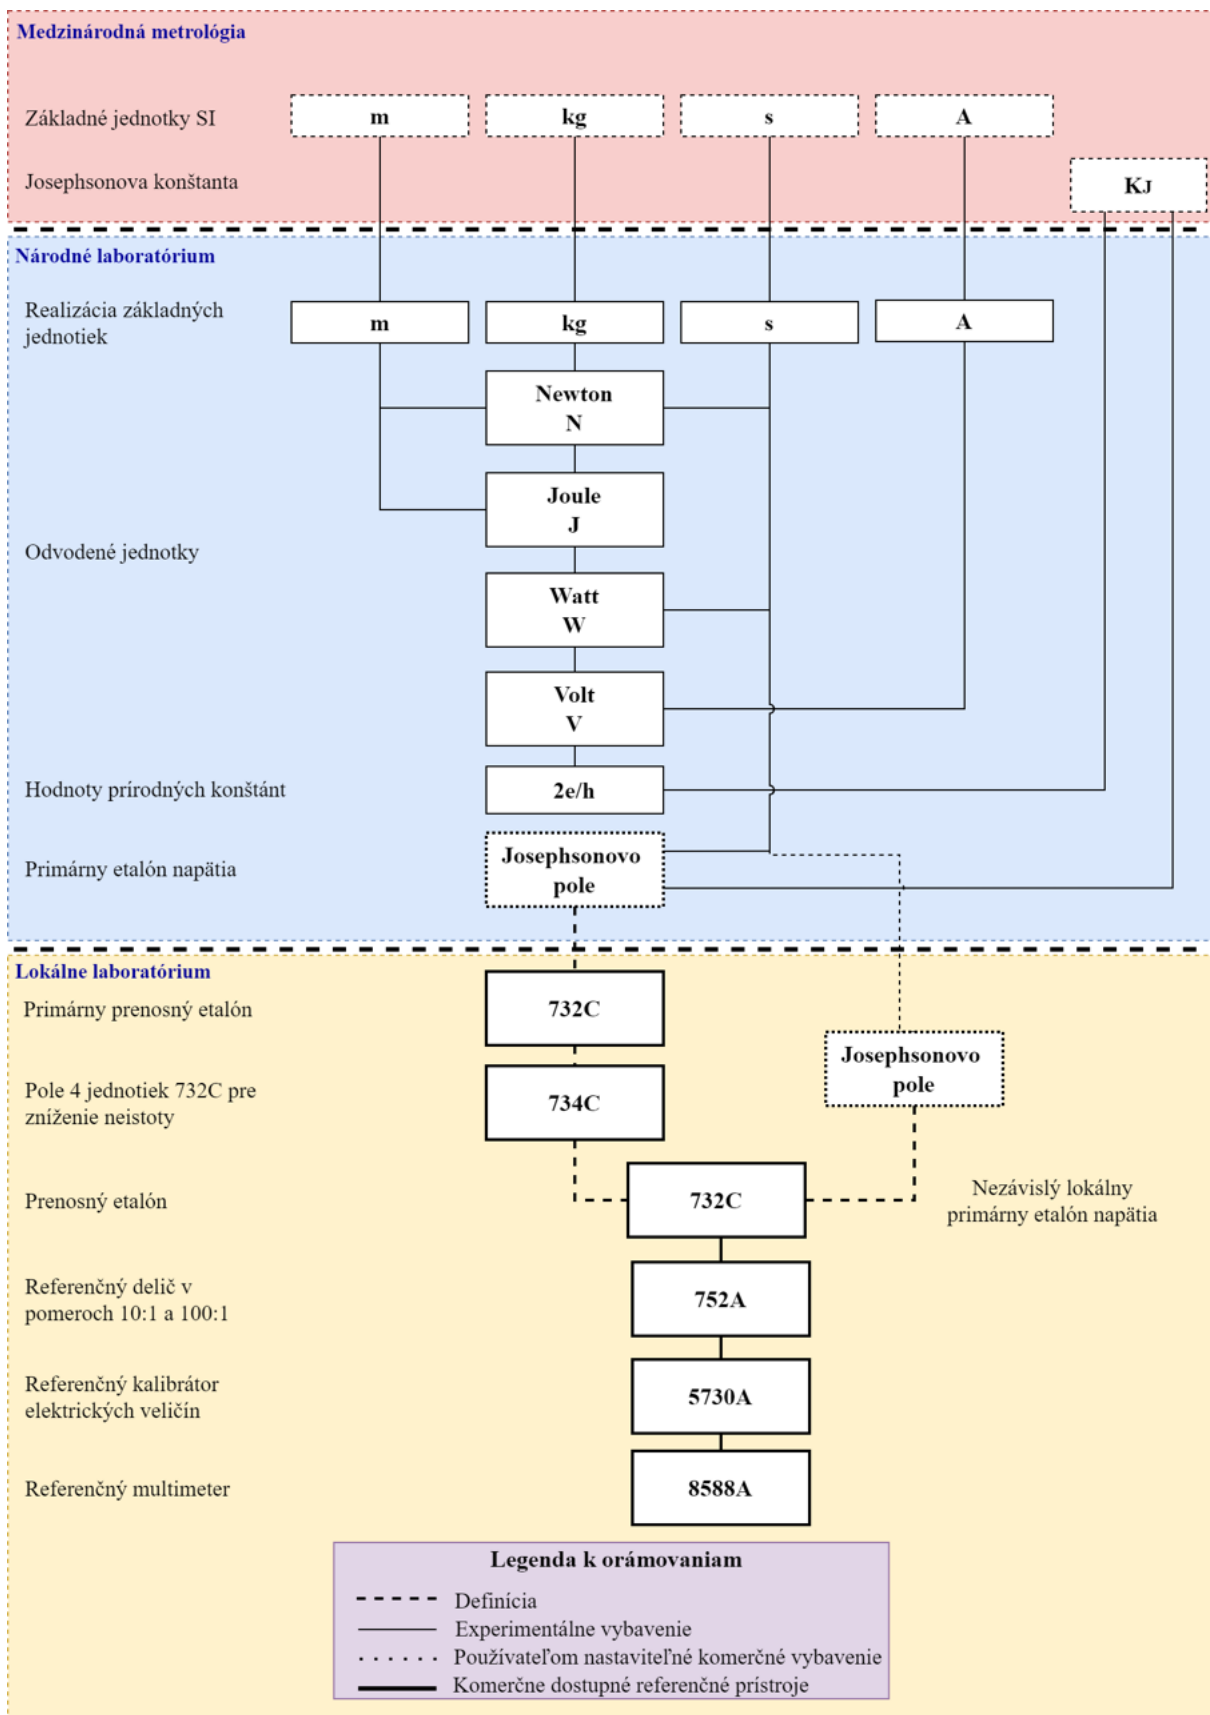 Medzinárodná metrológia
Základné jednotky SI
m
kg
s
A
Josephsonova konštanta
KJ
Národné laboratórium
Realizácia základných
jednotiek
m
kg
s
A
Newton
N
Joule
J
Odvodené jednotky
Watt
W
Volt
V
Hodnoty prírodných konštánt
2e/h
Primárny etalón napätia
Josephsonovo
pole
Lokálne laboratórium
Primárny prenosný etalón
732C
Josephsonovo
pole
Pole 4 jednotiek 732C pre
zníženie neistoty
734C
Prenosný etalón
732C
Nezávislý lokálny
primárny etalón napätia
Referenčný delič v
pomeroch 10:1 a 100:1
752A
Referenčný kalibrátor
elektrických veličín
5730A
Referenčný multimeter
8588A
Legenda k orámovaniam
Definícia
Experimentálne vybavenie
Používateľom nastaviteľné komerčné vybavenie
Komerčne dostupné referenčné prístroje